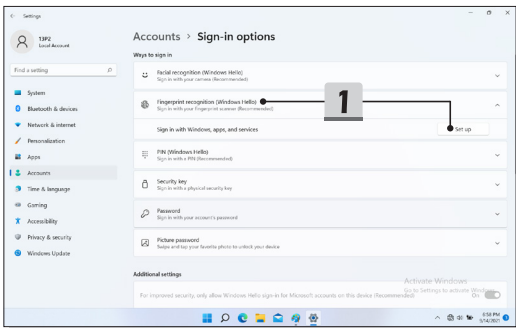 Settings
13P2
Local Account
Find a setting
System
Bluetooth & devices
Network & internet
Personalization
Apps
Accounts
Time & language
Gaming
Accessibility
Privacy & security
Windows Update
Accounts > Sign-in options
Ways to sign in
Facial recognition (Windows Hello)
Sign in with your camera (Recommended)
Fingerprint recognition (Windows Hello)
Sign in with your fingerprint scanner (Recommended)
1
Sign in with Windows, apps, and services
Set up
PIN (Windows Hello)
Sign in with a PIN (Recommended)
Security key
Sign in with a physical security key
Password
Sign in with your account's password
Picture password
Swipe and tap your favorite photo to unlock your device
Additional settings
Activate Windows
Go to Settings to activate Windows.
For improved security, only allow Windows Hello sign-in for Microsoft accounts on this device (Recommended)
On